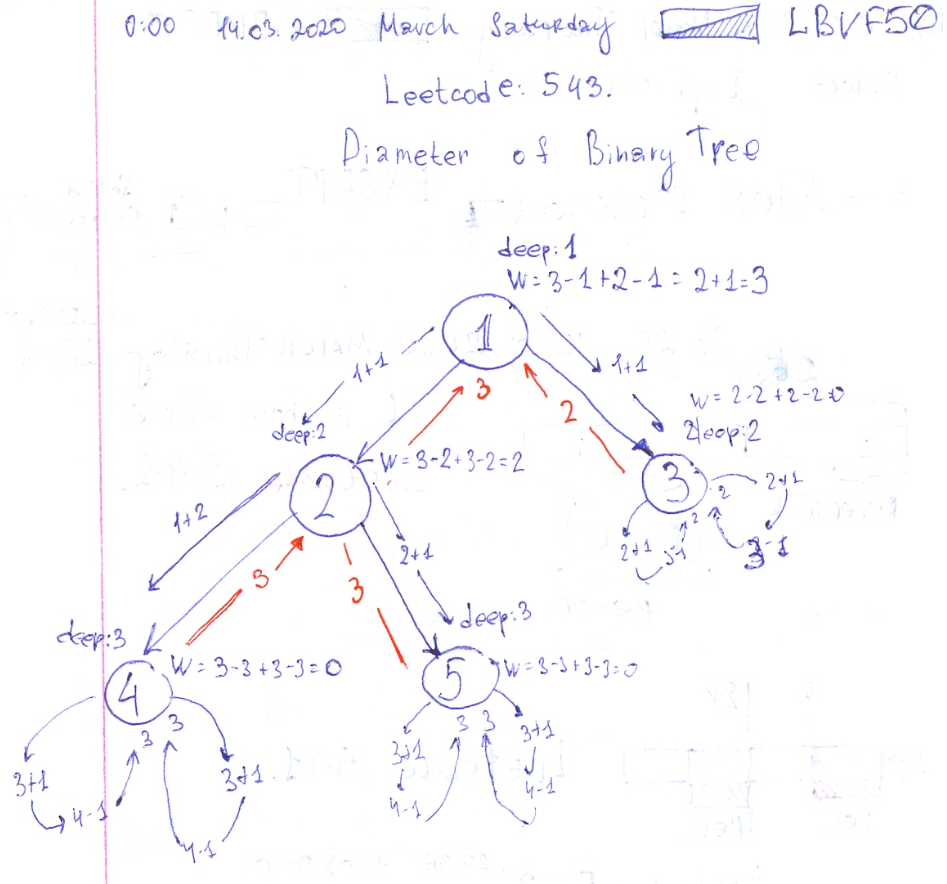 0:00 14.03.2020 March Saturday LBVF50
Leetcode: 543.
Diameter of Binary Tree
deep:1
W=3-1+2-1=2+1=3
1
1+1
1+1
3
2
W=2-2+2-2=0
deep:2
deep:2
W=3-2+3-2=2
2
3
1+2
2+1
2+1
2
2
2+1
3-1
3-1
3
3
deep:3
deep:3
W=3-3+3-3=0
W=3-3+3-3=0
4
5
3
3
3
3
3+1
3+1
3+1
3+1
4-1
4-1
4-1
4-1